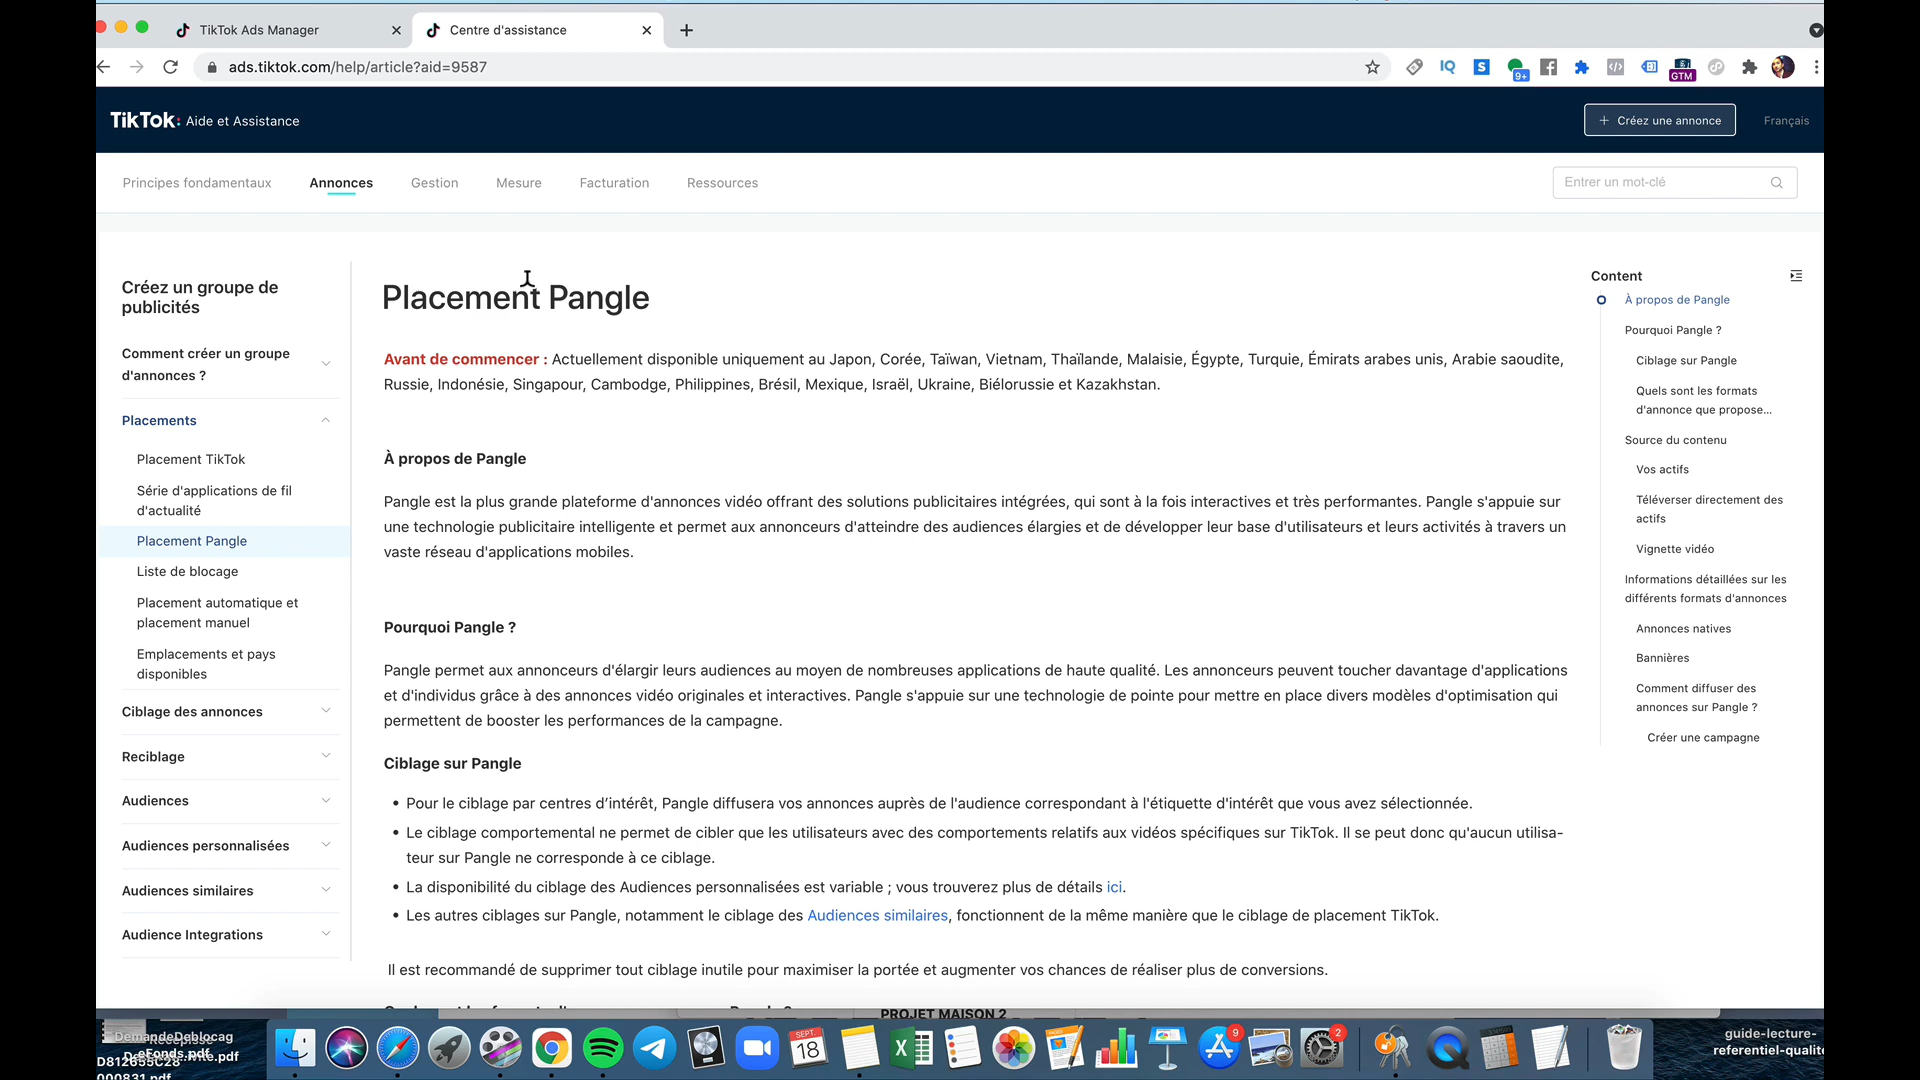 TikTok Ads Manager
Centre d'assistance
ads.tiktok.com/help/article?aid=9587
IQ
S
9+
GTM
TikTok: Aide et Assistance
+ Créez une annonce
Français
Principes fondamentaux
Annonces
Gestion
Mesure
Facturation
Ressources
Entrer un mot-clé
Créez un groupe de
publicités
Comment créer un groupe
d'annonces ?
Placements
Placement TikTok
Série d'applications de fil
d'actualité
Placement Pangle
Liste de blocage
Placement automatique et
placement manuel
Emplacements et pays
disponibles
Ciblage des annonces
Reciblage
Audiences
Audiences personnalisées
Audiences similaires
Audience Integrations
Placement Pangle
Avant de commencer : Actuellement disponible uniquement au Japon, Corée, Taïwan, Vietnam, Thaïlande, Malaisie, Égypte, Turquie, Émirats arabes unis, Arabie saoudite,
Russie, Indonésie, Singapour, Cambodge, Philippines, Brésil, Mexique, Israël, Ukraine, Biélorussie et Kazakhstan.
À propos de Pangle
Pangle est la plus grande plateforme d'annonces vidéo offrant des solutions publicitaires intégrées, qui sont à la fois interactives et très performantes. Pangle s'appuie sur
une technologie publicitaire intelligente et permet aux annonceurs d'atteindre des audiences élargies et de développer leur base d'utilisateurs et leurs activités à travers un
vaste réseau d'applications mobiles.
Pourquoi Pangle ?
Pangle permet aux annonceurs d'élargir leurs audiences au moyen de nombreuses applications de haute qualité. Les annonceurs peuvent toucher davantage d'applications
et d'individus grâce à des annonces vidéo originales et interactives. Pangle s'appuie sur une technologie de pointe pour mettre en place divers modèles d'optimisation qui
permettent de booster les performances de la campagne.
Ciblage sur Pangle
• Pour le ciblage par centres d’intérêt, Pangle diffusera vos annonces auprès de l'audience correspondant à l'étiquette d'intérêt que vous avez sélectionnée.
• Le ciblage comportemental ne permet de cibler que les utilisateurs avec des comportements relatifs aux vidéos spécifiques sur TikTok. Il se peut donc qu'aucun utilisa-
teur sur Pangle ne corresponde à ce ciblage.
• La disponibilité du ciblage des Audiences personnalisées est variable ; vous trouverez plus de détails ici.
• Les autres ciblages sur Pangle, notamment le ciblage des Audiences similaires, fonctionnent de la même manière que le ciblage de placement TikTok.
Il est recommandé de supprimer tout ciblage inutile pour maximiser la portée et augmenter vos chances de réaliser plus de conversions.
Content
À propos de Pangle
Pourquoi Pangle ?
Ciblage sur Pangle
Quels sont les formats
d'annonce que propose...
Source du contenu
Vos actifs
Téléverser directement des
actifs
Vignette vidéo
Informations détaillées sur les
différents formats d'annonces
Annonces natives
Bannières
Comment diffuser des
annonces sur Pangle ?
Créer une campagne
PROJET MAISON 2
DemandeDeblocag
eFonds.pdf
000831.pdf
SEPT.
18
9
2
guide-lecture-
referentiel-qualité